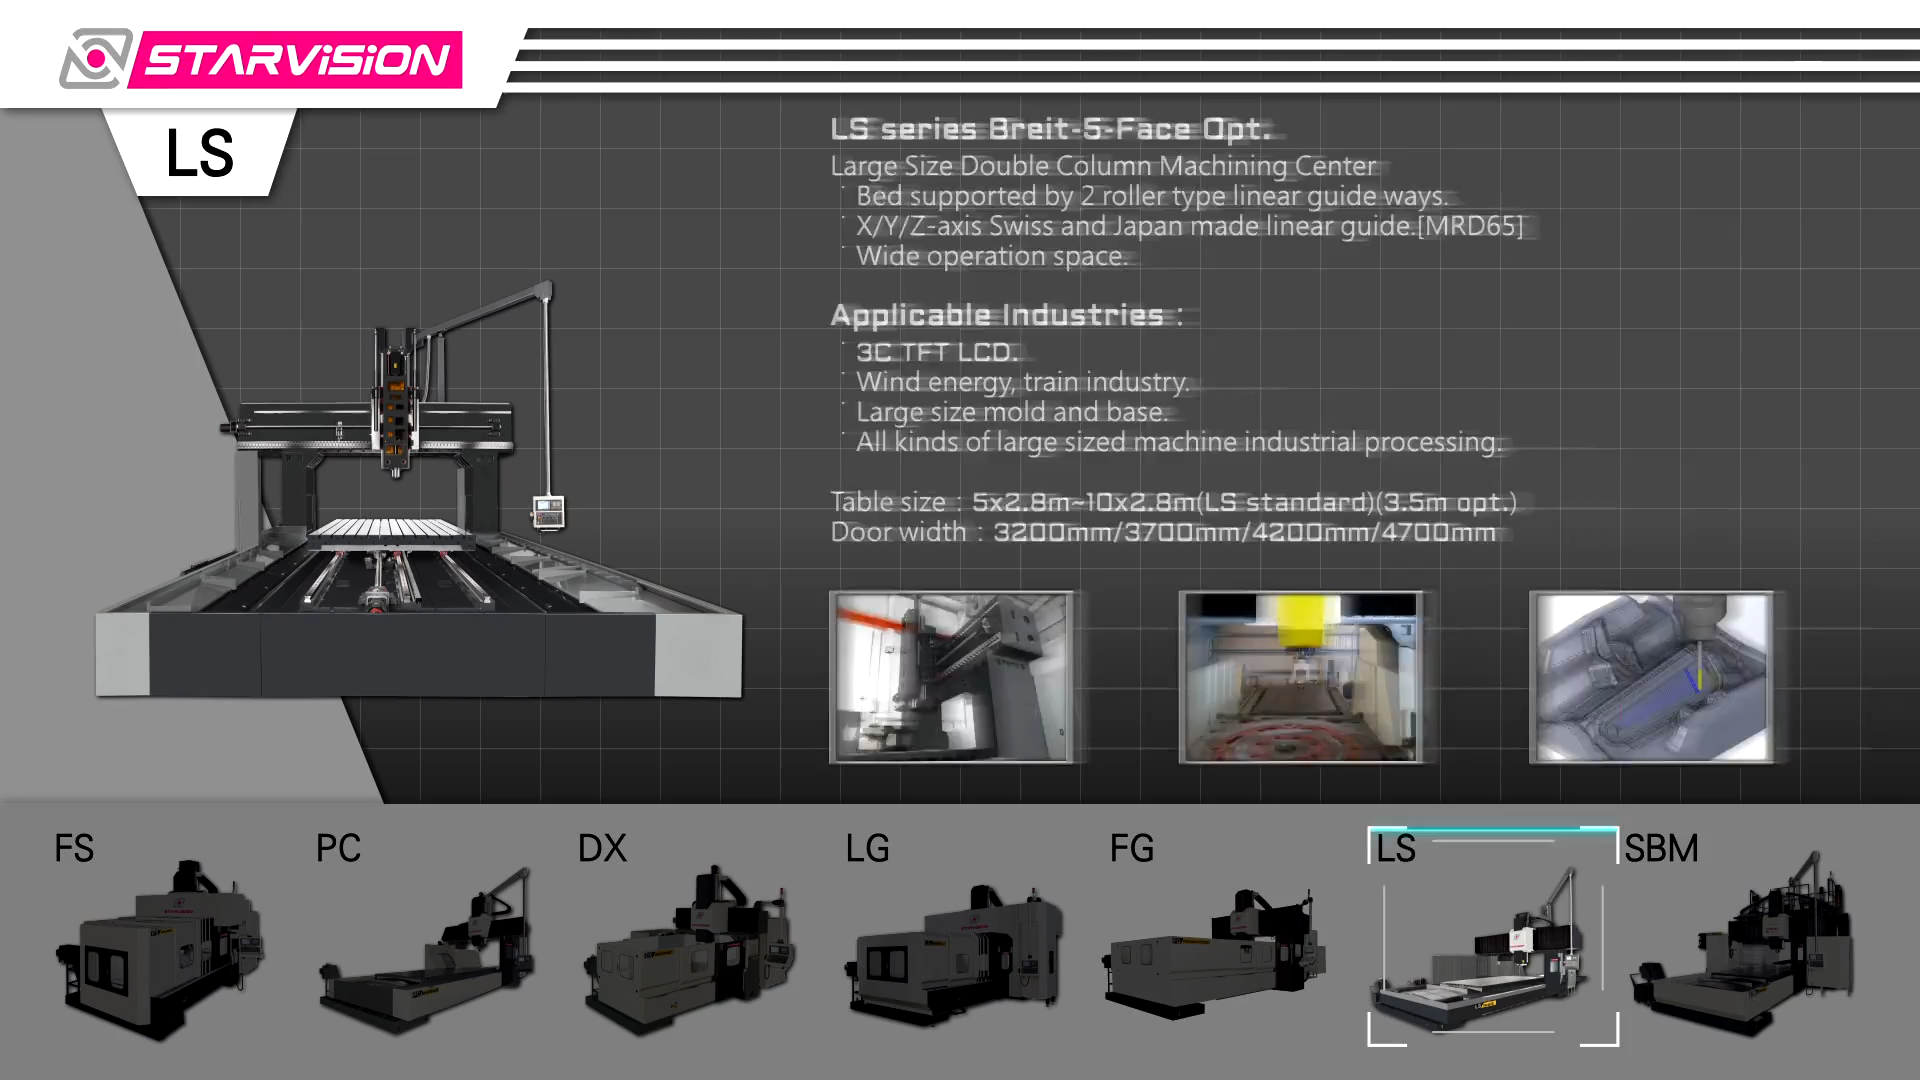 STARVISION
LS
LS series Breit-5-Face Opt.
Large Size Double Column Machining Center
Bed supported by 2 roller type linear guide ways.
X/Y/Z-axis Swiss and Japan made linear guide.[MRD65]
Wide operation space.
Applicable Industries :
3C TFT LCD.
Wind energy, train industry.
Large size mold and base.
All kinds of large sized machine industrial processing.
Table size : 5x2.8m~10x2.8m(LS standard)(3.5m opt.)
Door width : 3200mm/3700mm/4200mm/4700mm
FS
PC
DX
LG
FG
LS
SBM